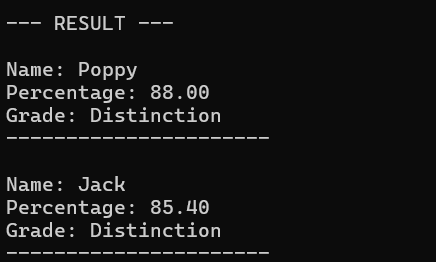 --- RESULT ---
Name: Poppy
Percentage: 88.00
Grade: Distinction
----------------------
Name: Jack
Percentage: 85.40
Grade: Distinction
----------------------